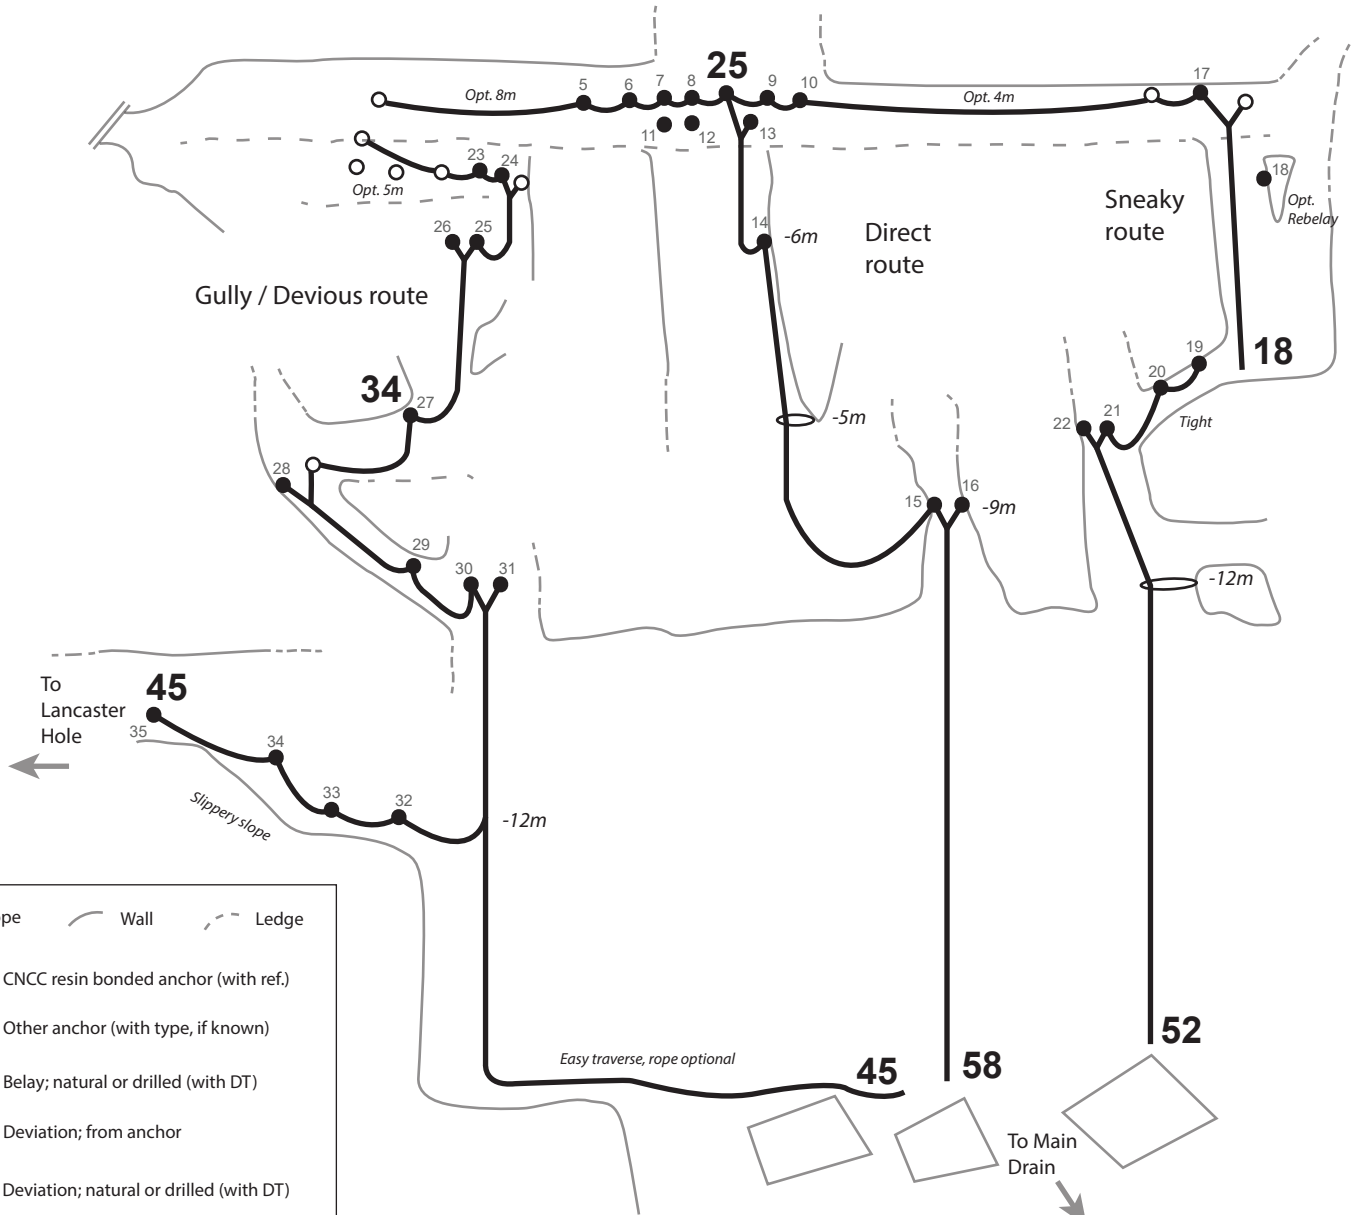 25
5
6
7
8
9
10
17
Opt. 8m
Opt. 4m
11
12
13
23
24
Opt. 5m
18
Opt.
Rebelay
Sneaky
route
26
25
14
-6m
Direct
route
Gully / Devious route
34
27
-5m
18
19
20
21
22
Tight
28
15
16
-9m
29
30
31
-12m
To
Lancaster
Hole
45
35
34
33
32
Slippery slope
-12m
pe
Wall
Ledge
CNCC resin bonded anchor (with ref.)
Other anchor (with type, if known)
Belay; natural or drilled (with DT)
Deviation; from anchor
Deviation; natural or drilled (with DT)
Easy traverse, rope optional
45
58
52
To Main
Drain